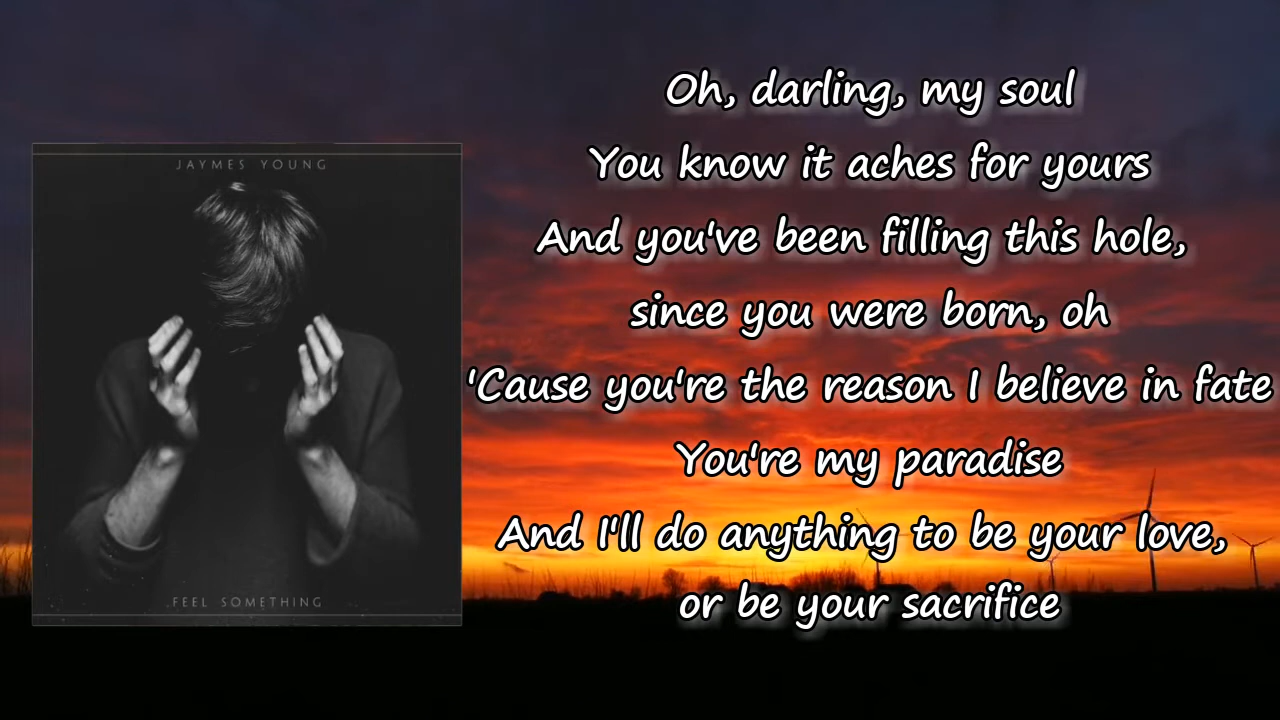 JAYMES YOUNG
FEEL SOMETHING
Oh, darling, my soul
You know it aches for yours
And you've been filling this hole,
since you were born, oh
'Cause you're the reason I believe in fate
You're my paradise
And I'll do anything to be your love,
or be your sacrifice